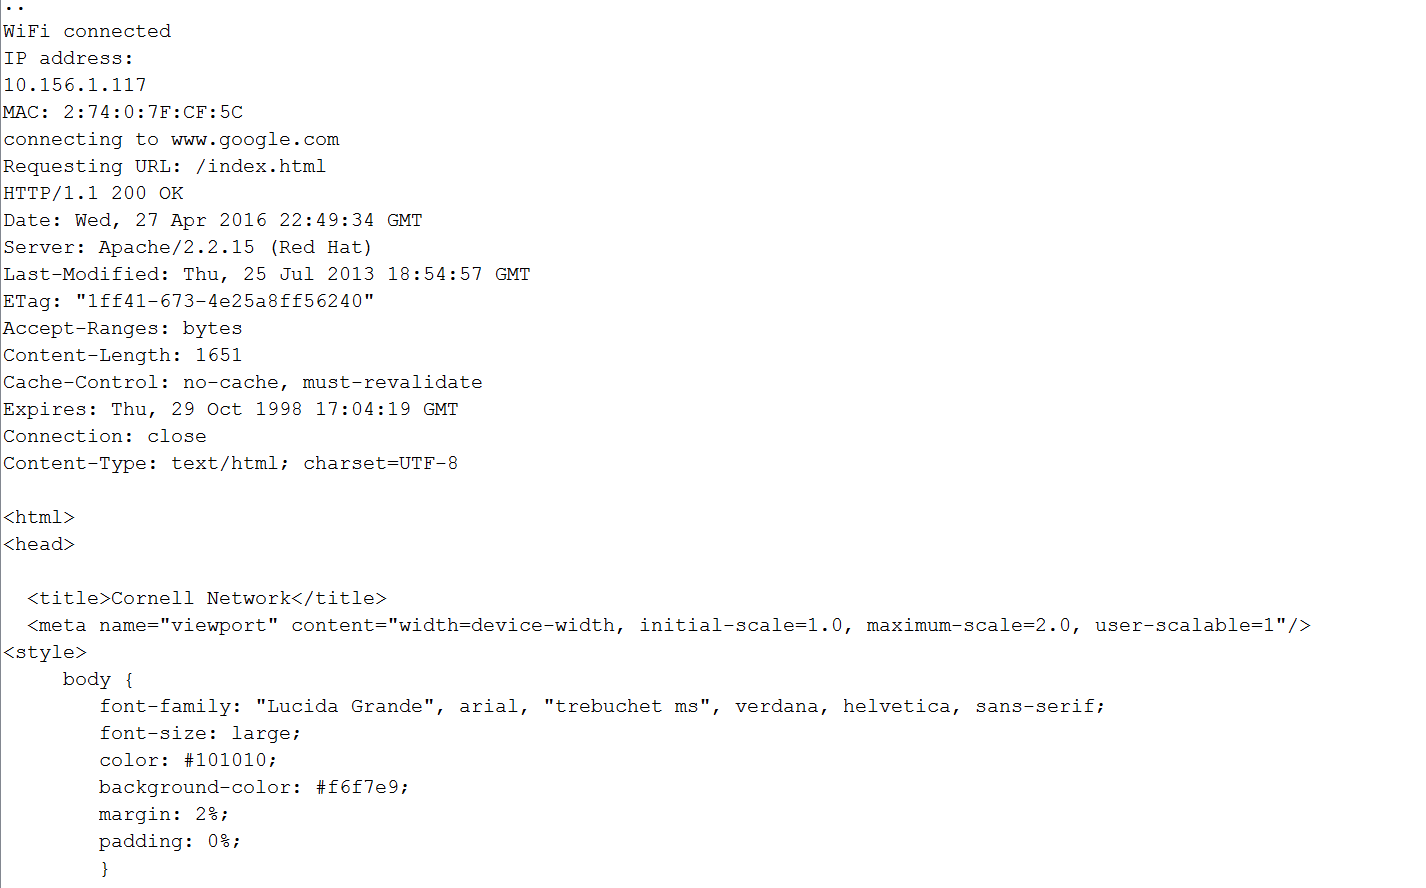 ..
WiFi connected
IP address:
10.156.1.117
MAC: 2:74:0:7F:CF:5C
connecting to www.google.com
Requesting URL: /index.html
HTTP/1.1 200 OK
Date: Wed, 27 Apr 2016 22:49:34 GMT
Server: Apache/2.2.15 (Red Hat)
Last-Modified: Thu, 25 Jul 2013 18:54:57 GMT
ETag: "1ff41-673-4e25a8ff56240"
Accept-Ranges: bytes
Content-Length: 1651
Cache-Control: no-cache, must-revalidate
Expires: Thu, 29 Oct 1998 17:04:19 GMT
Connection: close
Content-Type: text/html; charset=UTF-8

<html>
<head>

  <title>Cornell Network</title>
  <meta name="viewport" content="width=device-width, initial-scale=1.0, maximum-scale=2.0, user-scalable=1"/>
<style>
     body {
        font-family: "Lucida Grande", arial, "trebuchet ms", verdana, helvetica, sans-serif;
        font-size: large;
        color: #101010;
        background-color: #f6f7e9;
        margin: 2%;
        padding: 0%;
        }